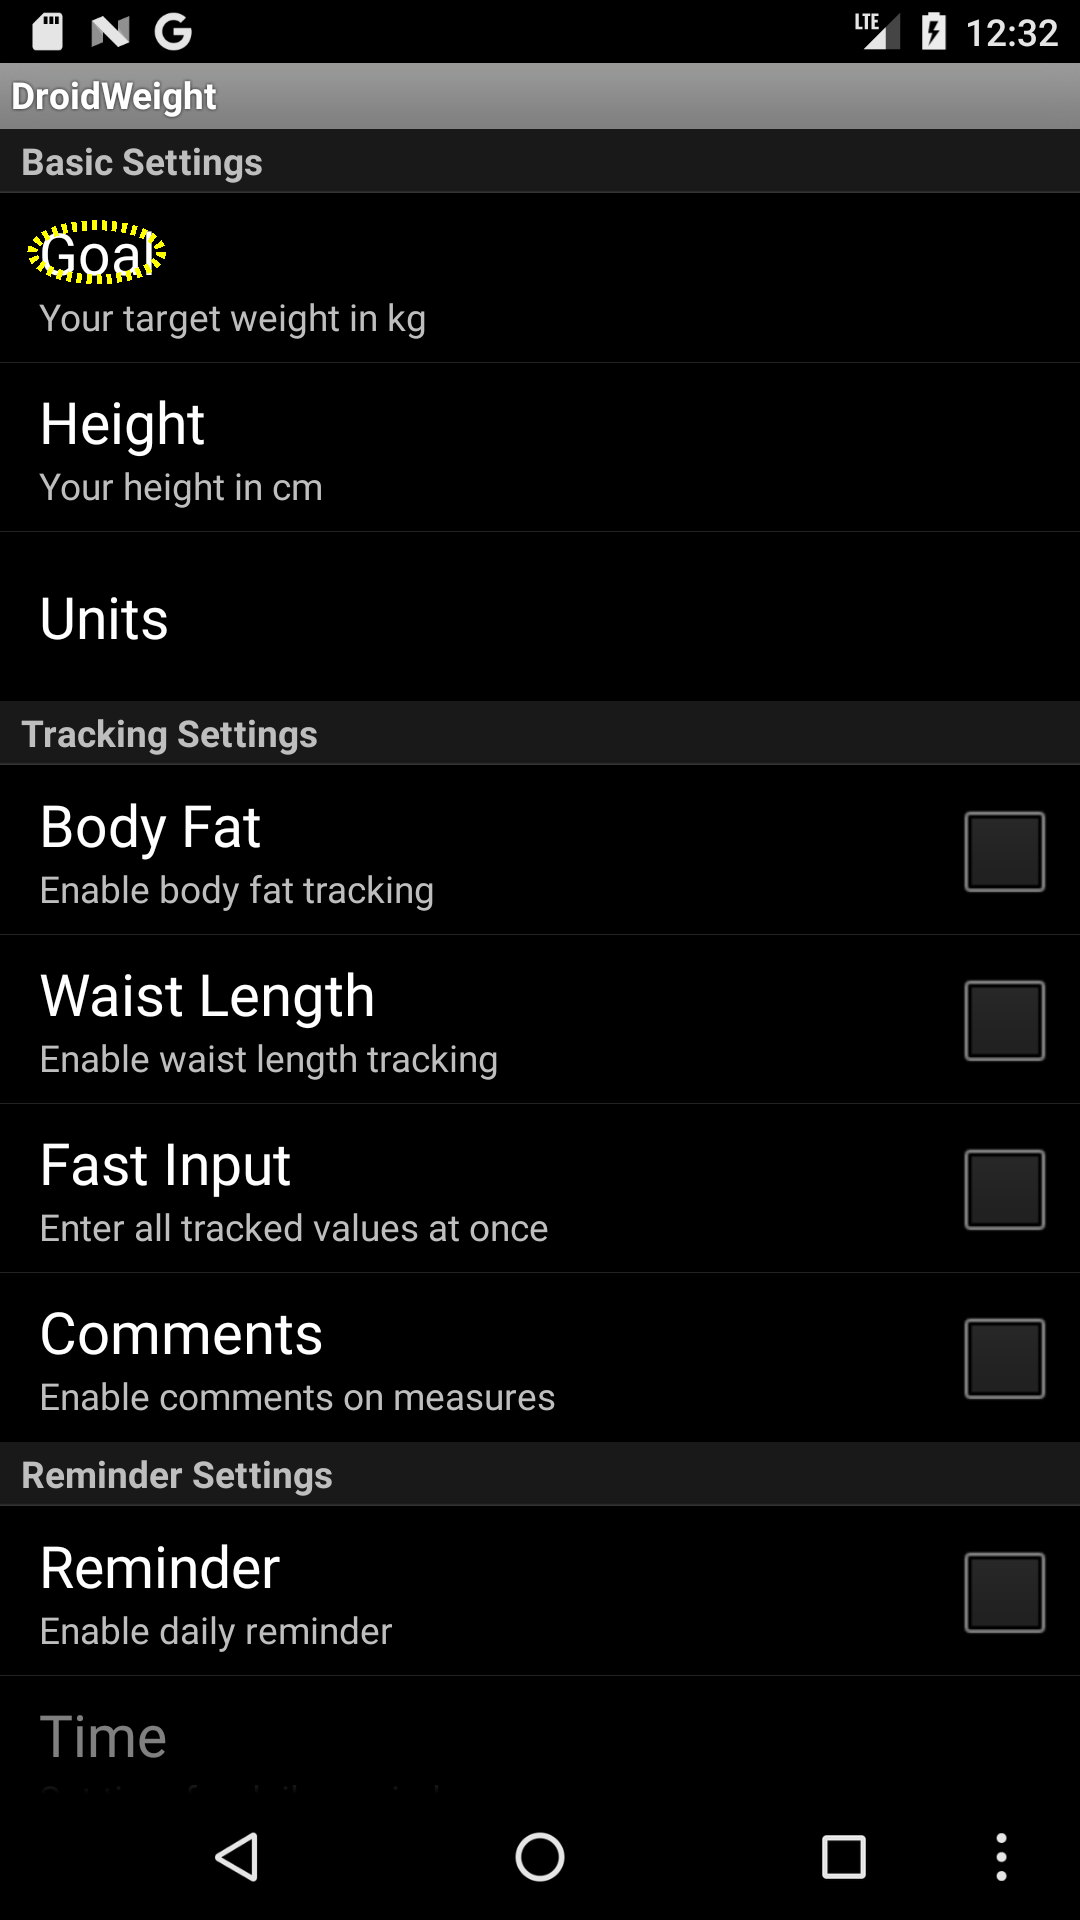 LTE 12:32
DroidWeight
Basic Settings
Goal
Your target weight in kg
Height
Your height in cm
Units
Tracking Settings
Body Fat
Enable body fat tracking
Waist Length
Enable waist length tracking
Fast Input
Enter all tracked values at once
Comments
Enable comments on measures
Reminder Settings
Reminder
Enable daily reminder
Time